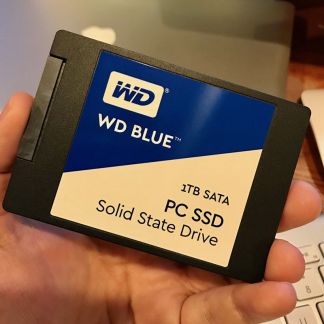 WD®
WD BLUE™
1TB SATA
PC SSD
Solid State Drive